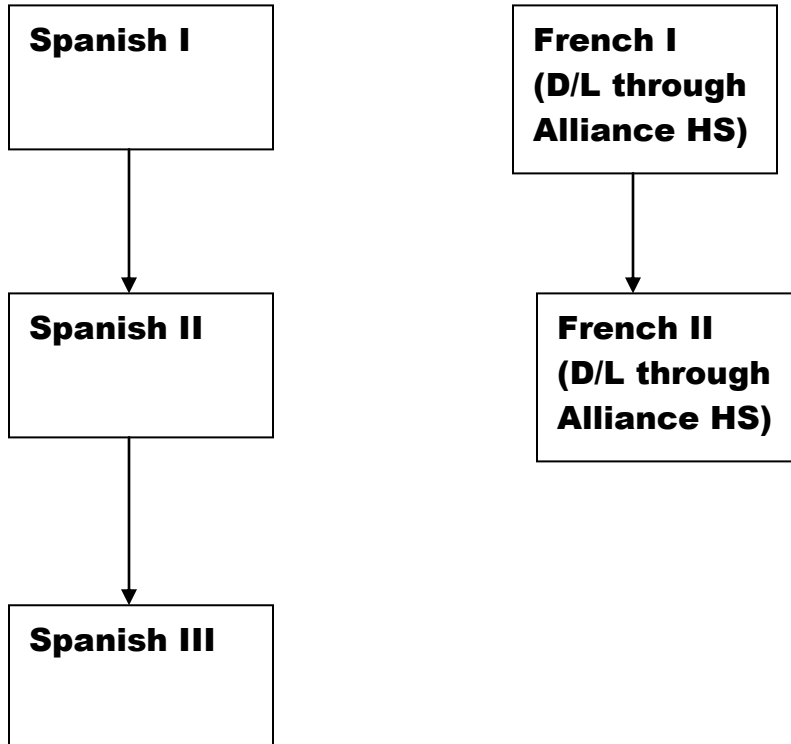 Spanish I
French I
(D/L through
Alliance HS)
Spanish II
French II
(D/L through
Alliance HS)
Spanish III